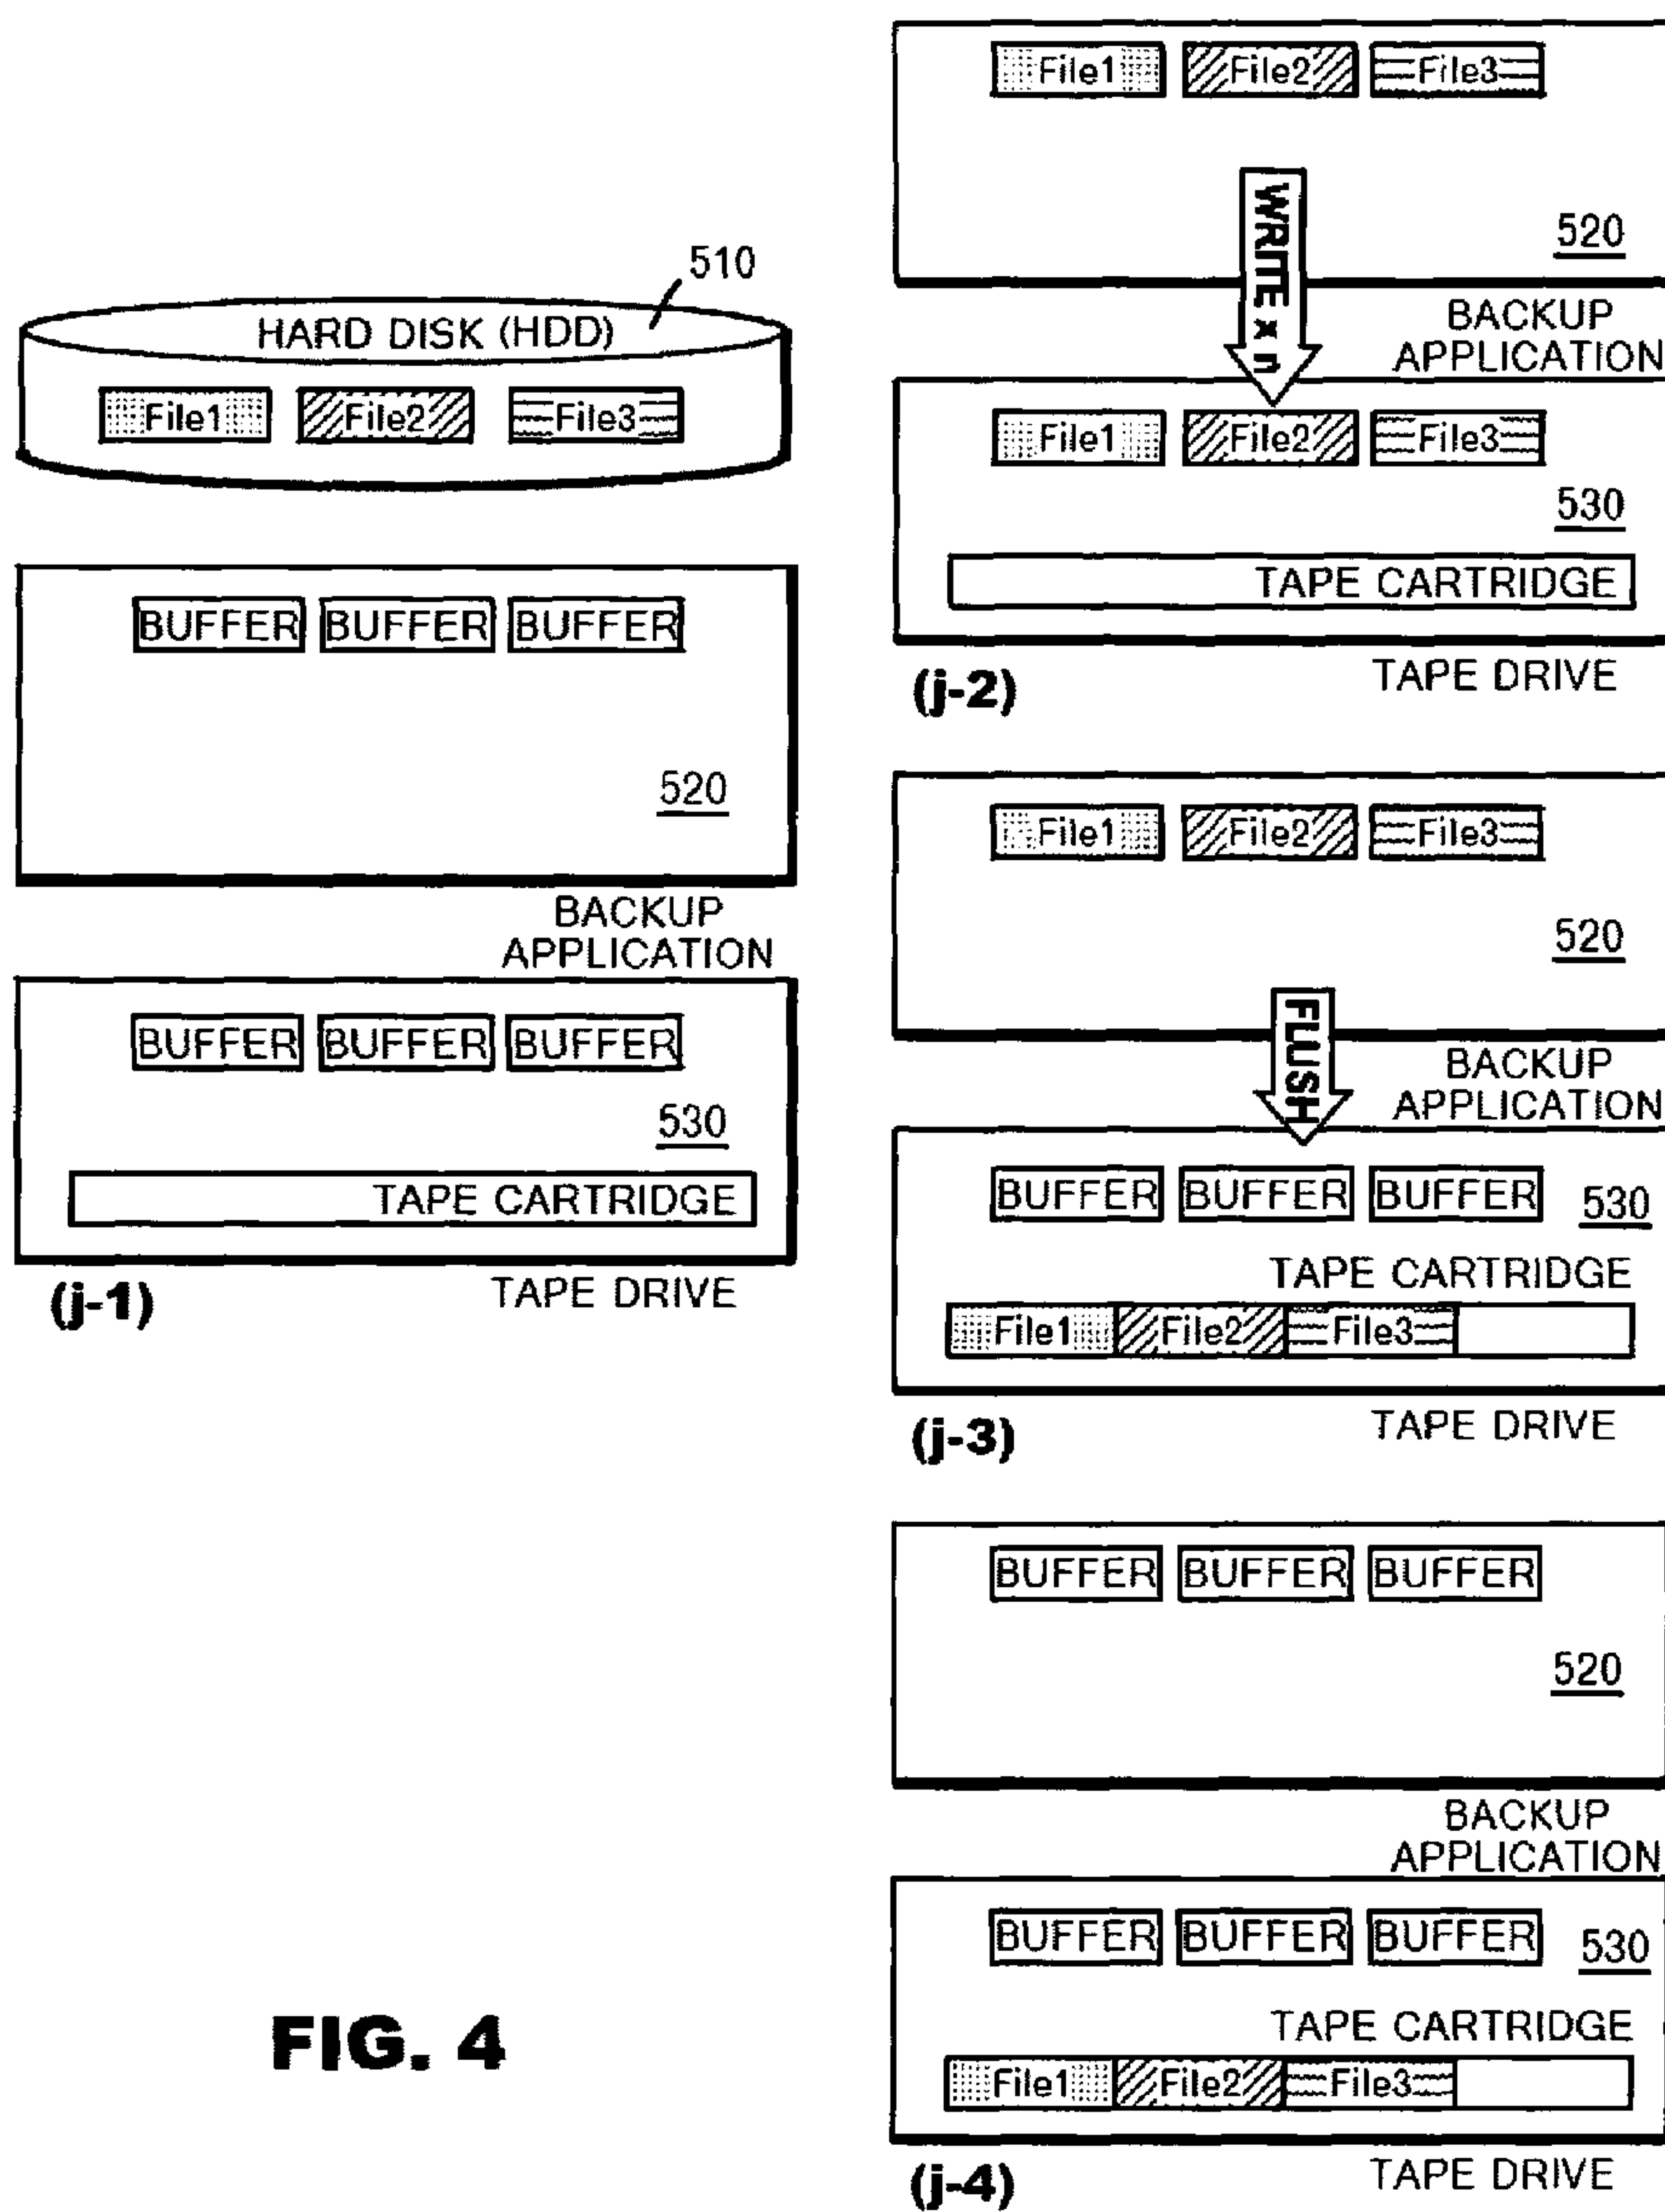 510
HARD DISK (HDD)
File1 File2 File3
BUFFER BUFFER BUFFER
520
BACKUP
APPLICATION
BUFFER BUFFER BUFFER
530
TAPE CARTRIDGE
(j-1)
TAPE DRIVE
File1 File2 File3
WRITE x n
520
BACKUP
APPLICATION
File1 File2 File3
530
TAPE CARTRIDGE
(j-2)
TAPE DRIVE
File1 File2 File3
520
FLUSH
BACKUP
APPLICATION
BUFFER BUFFER BUFFER
530
TAPE CARTRIDGE
File1 File2 File3
(j-3)
TAPE DRIVE
BUFFER BUFFER BUFFER
520
BACKUP
APPLICATION
BUFFER BUFFER BUFFER
530
TAPE CARTRIDGE
File1 File2 File3
(j-4)
TAPE DRIVE
FIG. 4